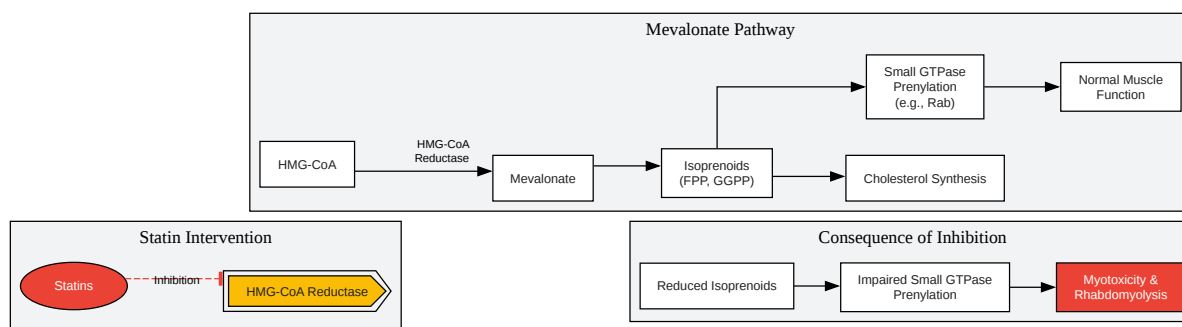 Mevalonate Pathway
Small GTPase
Prenylation
(e.g., Rab)
Normal Muscle
Function
HMG-CoA
HMG-CoA
Reductase
Mevalonate
Isoprenoids
(FPP, GGPP)
Cholesterol Synthesis
Statin Intervention
Statins
Inhibition
HMG-CoA Reductase
Consequence of Inhibition
Reduced Isoprenoids
Impaired Small GTPase
Prenylation
Myotoxicity &
Rhabdomyolysis